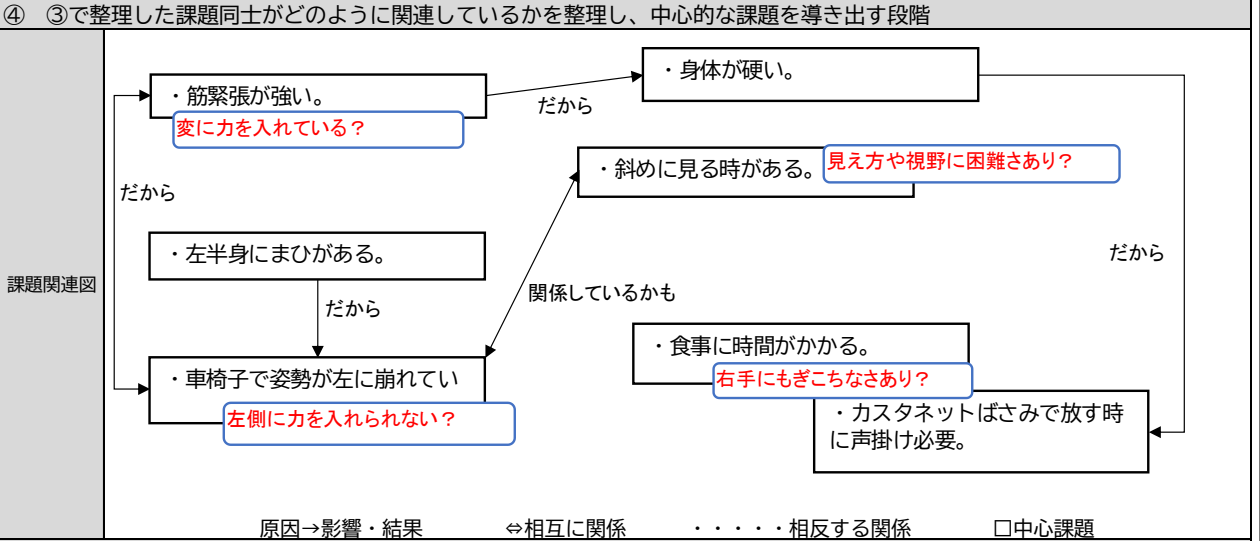 ④　③で整理した課題同士がどのように関連しているかを整理し、中心的な課題を導き出す段階
課題関連図
・筋緊張が強い。
変に力を入れている？
だから
・身体が硬い。
・斜めに見る時がある。
見え方や視野に困難さあり？
だから
・左半身にまひがある。
だから
関係しているかも
だから
・車椅子で姿勢が左に崩れてい
左側に力を入れられない？
・食事に時間がかかる。
右手にもぎこちなさあり？
・カスタネットばさみで放す時
に声掛け必要。
原因→影響・結果　　⇔相互に関係　　・・・・・相反する関係　　□中心課題